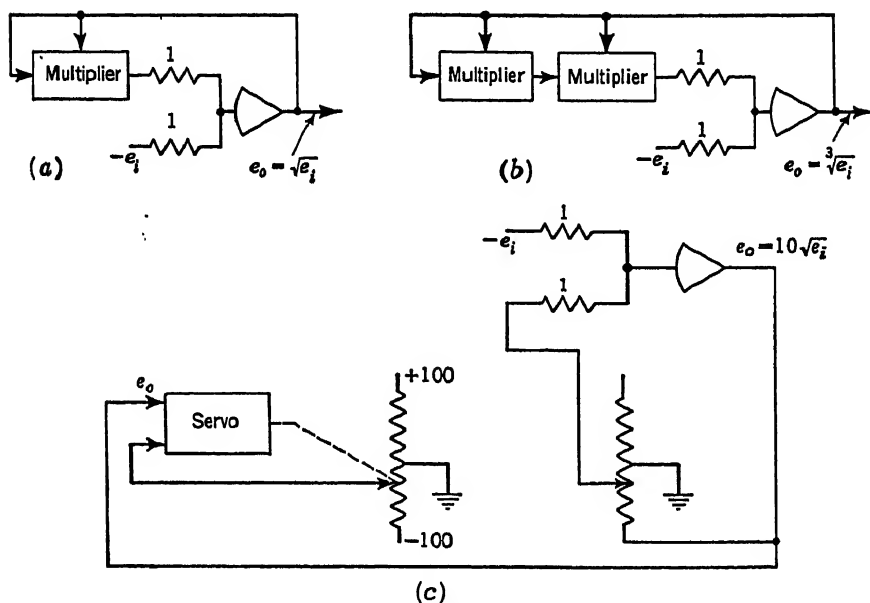 1
Multiplier
1
−e_i
e_o = √e_i
(a)
1
Multiplier
Multiplier
1
−e_i
e_o = ∛e_i
(b)
1
−e_i
e_o = 10√e_i
1
e_o
Servo
+100
−100
(c)